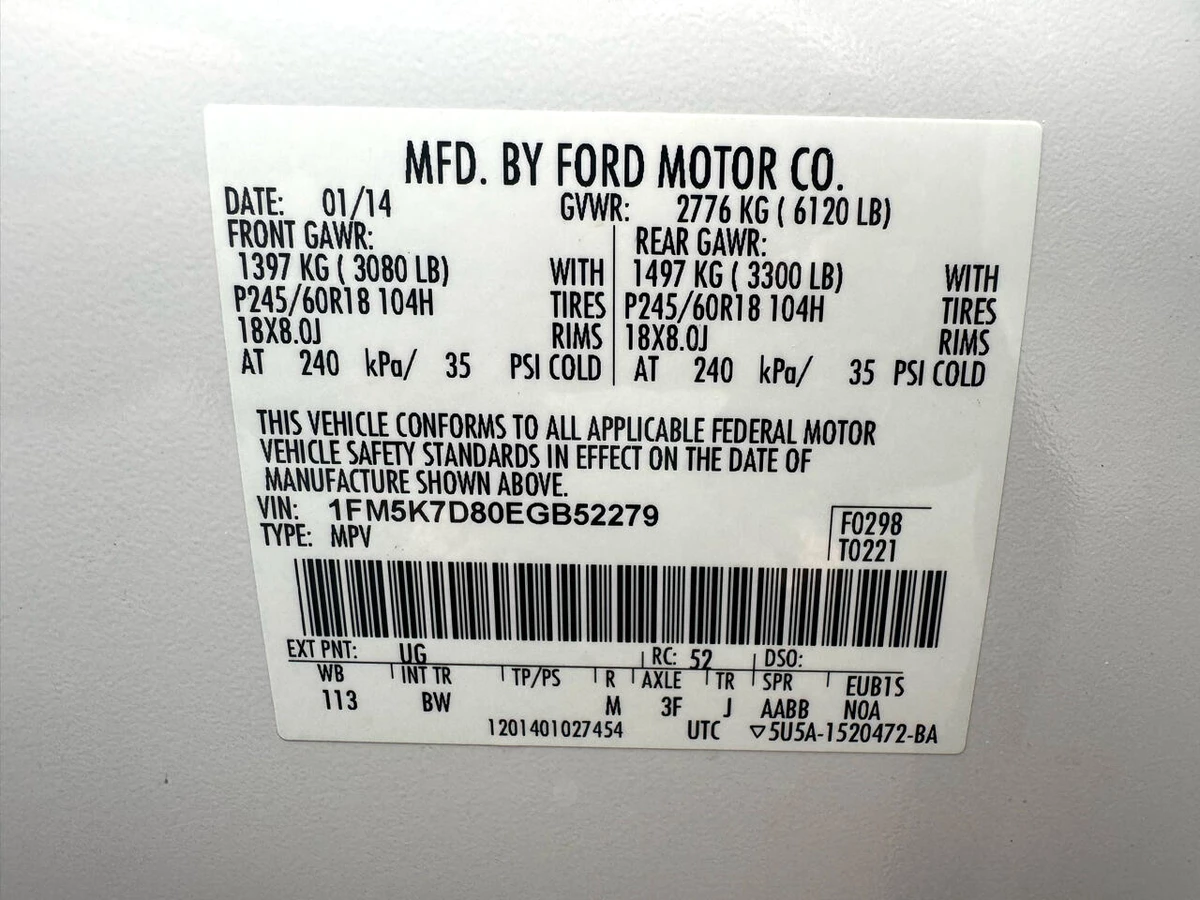 MFD. BY FORD MOTOR CO.
DATE: 01/14 GVWR: 2776 KG ( 6120 LB)
FRONT GAWR: REAR GAWR:
1397 KG ( 3080 LB) WITH 1497 KG ( 3300 LB) WITH
P245/60R18 104H TIRES P245/60R18 104H TIRES
18X8.0J RIMS 18X8.0J RIMS
AT 240 kPa/ 35 PSI COLD AT 240 kPa/ 35 PSI COLD
THIS VEHICLE CONFORMS TO ALL APPLICABLE FEDERAL MOTOR
VEHICLE SAFETY STANDARDS IN EFFECT ON THE DATE OF
MANUFACTURE SHOWN ABOVE.
VIN: 1FM5K7D80EGB52279 F0298
TYPE: MPV T0221
EXT PNT: UG RC: 52 DSO:
WB INT TR TP/PS R AXLE TR SPR EUB1S
113 BW M 3F J AABB NOA
1201401027454 UTC ▽5U5A-1520472-BA